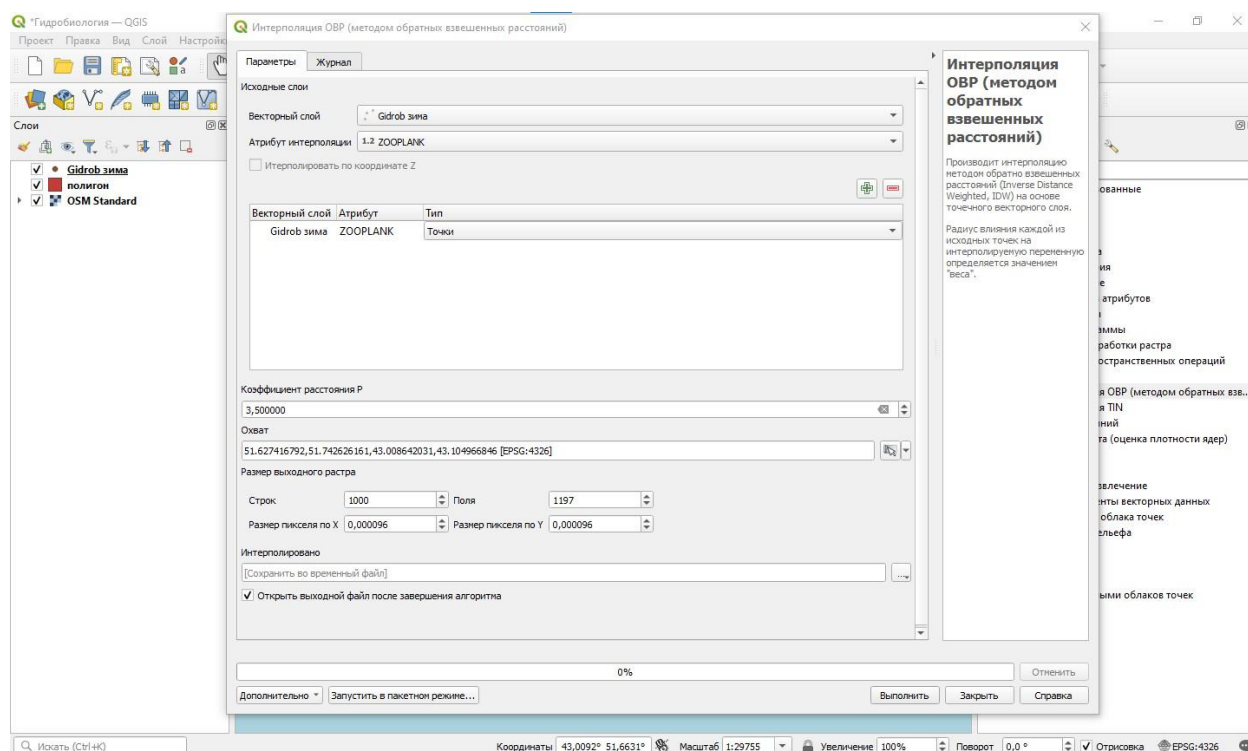 *Гидробиология — QGIS
Проект Правка Вид Слой Настройк
Слои
Gidrob зима
полигон
OSM Standard
Интерполяция ОВР (методом обратных взвешенных расстояний)
Параметры Журнал
Исходные слои
Векторный слой Gidrob зима
Атрибут интерполяции 1.2 ZOOPLANK
Итерполировать по координате Z
Векторный слой Атрибут Тип
Gidrob зима ZOOPLANK Точки
Коэффициент расстояния P
3,500000
Охват
51.627416792,51.742626161,43.008642031,43.104966846 [EPSG:4326]
Размер выходного растра
Строк 1000 Поля 1197
Размер пикселя по X 0,000096 Размер пикселя по Y 0,000096
Интерполировано
[Сохранить во временный файл]
...
Открыть выходной файл после завершения алгоритма
0%
Отменить
Дополнительно Запустить в пакетном режиме... Выполнить Закрыть Справка
Интерполяция
ОВР (методом
обратных
взвешенных
расстояний)
Производит интерполяцию
методом обратно взвешенных
расстояний (Inverse Distance
Weighted, IDW) на основе
точечного векторного слоя.
Радиус влияния каждой из
исходных точек на
интерполируемую переменную
определяется значением
"веса".
ованные
а
ия
е
атрибутов
аммы
работки растра
остранственных операций
я ОВР (методом обратных взв...
я TIN
ний
та (оценка плотности ядер)
звлечение
енты векторных данных
облака точек
ельефа
ыми облаков точек
Искать (Ctrl+K) Координаты 43,0092° 51,6631° Масштаб 1:29755 Увеличение 100% Поворот 0,0 ° Отрисовка EPSG:4326